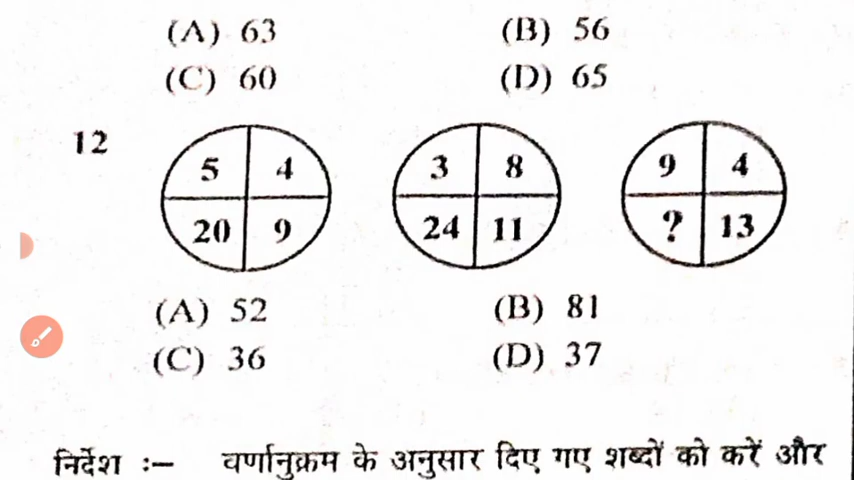 (A) 63 (B) 56
(C) 60 (D) 65
12
5 4 3 8 9 4
20 9 24 11 ? 13
(A) 52 (B) 81
(C) 36 (D) 37
निर्देश :– वर्णानुक्रम के अनुसार दिए गए शब्दों को करें और